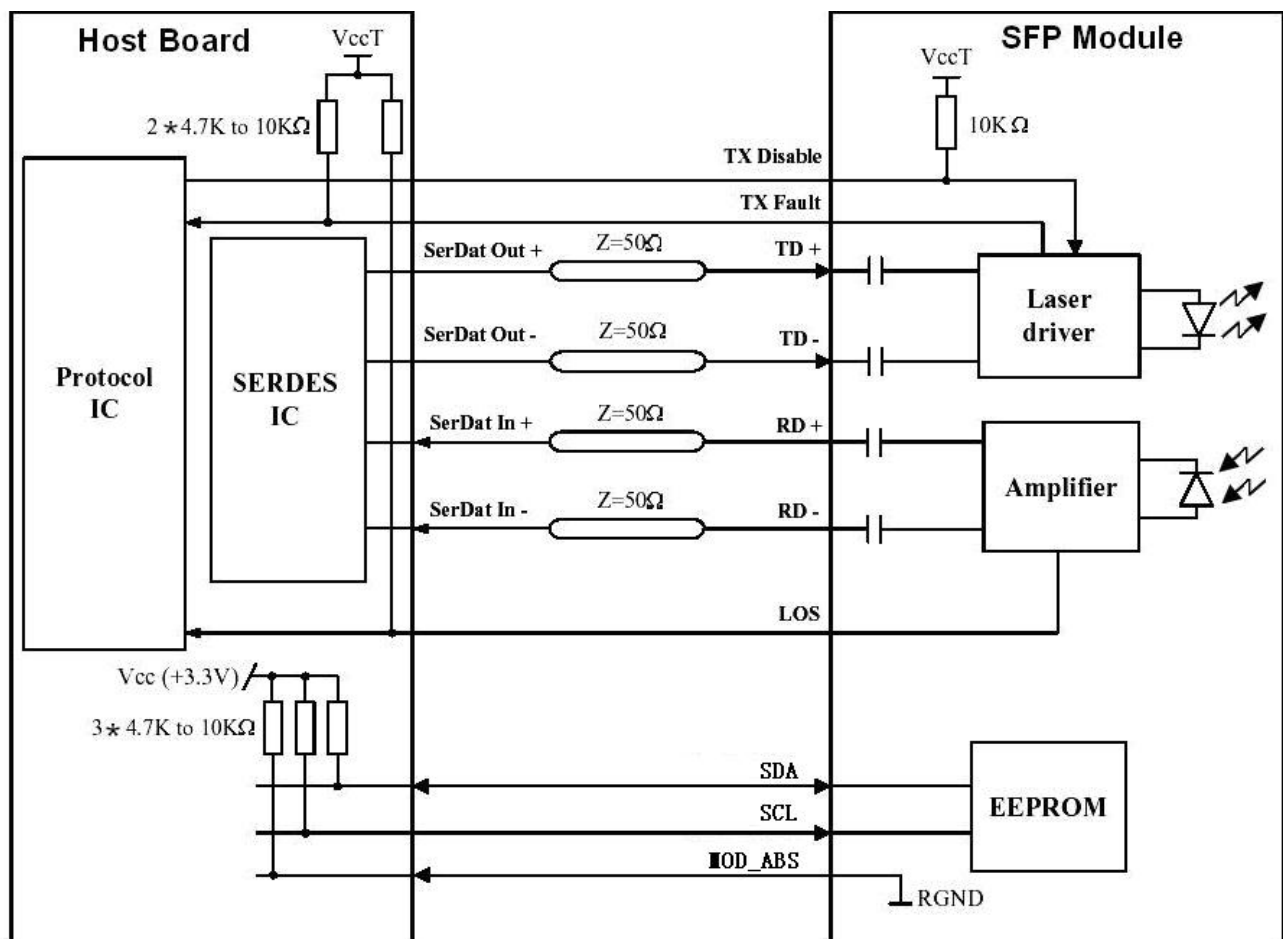 Host Board
SFP Module
VccT
VccT
2*4.7K to 10KΩ
10KΩ
TX Disable
TX Fault
SerDat Out +
Z=50Ω
TD +
Laser
driver
SerDat Out -
Z=50Ω
TD -
Protocol
IC
SERDES
IC
SerDat In +
Z=50Ω
RD +
Amplifier
SerDat In -
Z=50Ω
RD -
LOS
Vcc (+3.3V)
3*4.7K to 10KΩ
SDA
SCL
EEPROM
MOD_ABS
RGND